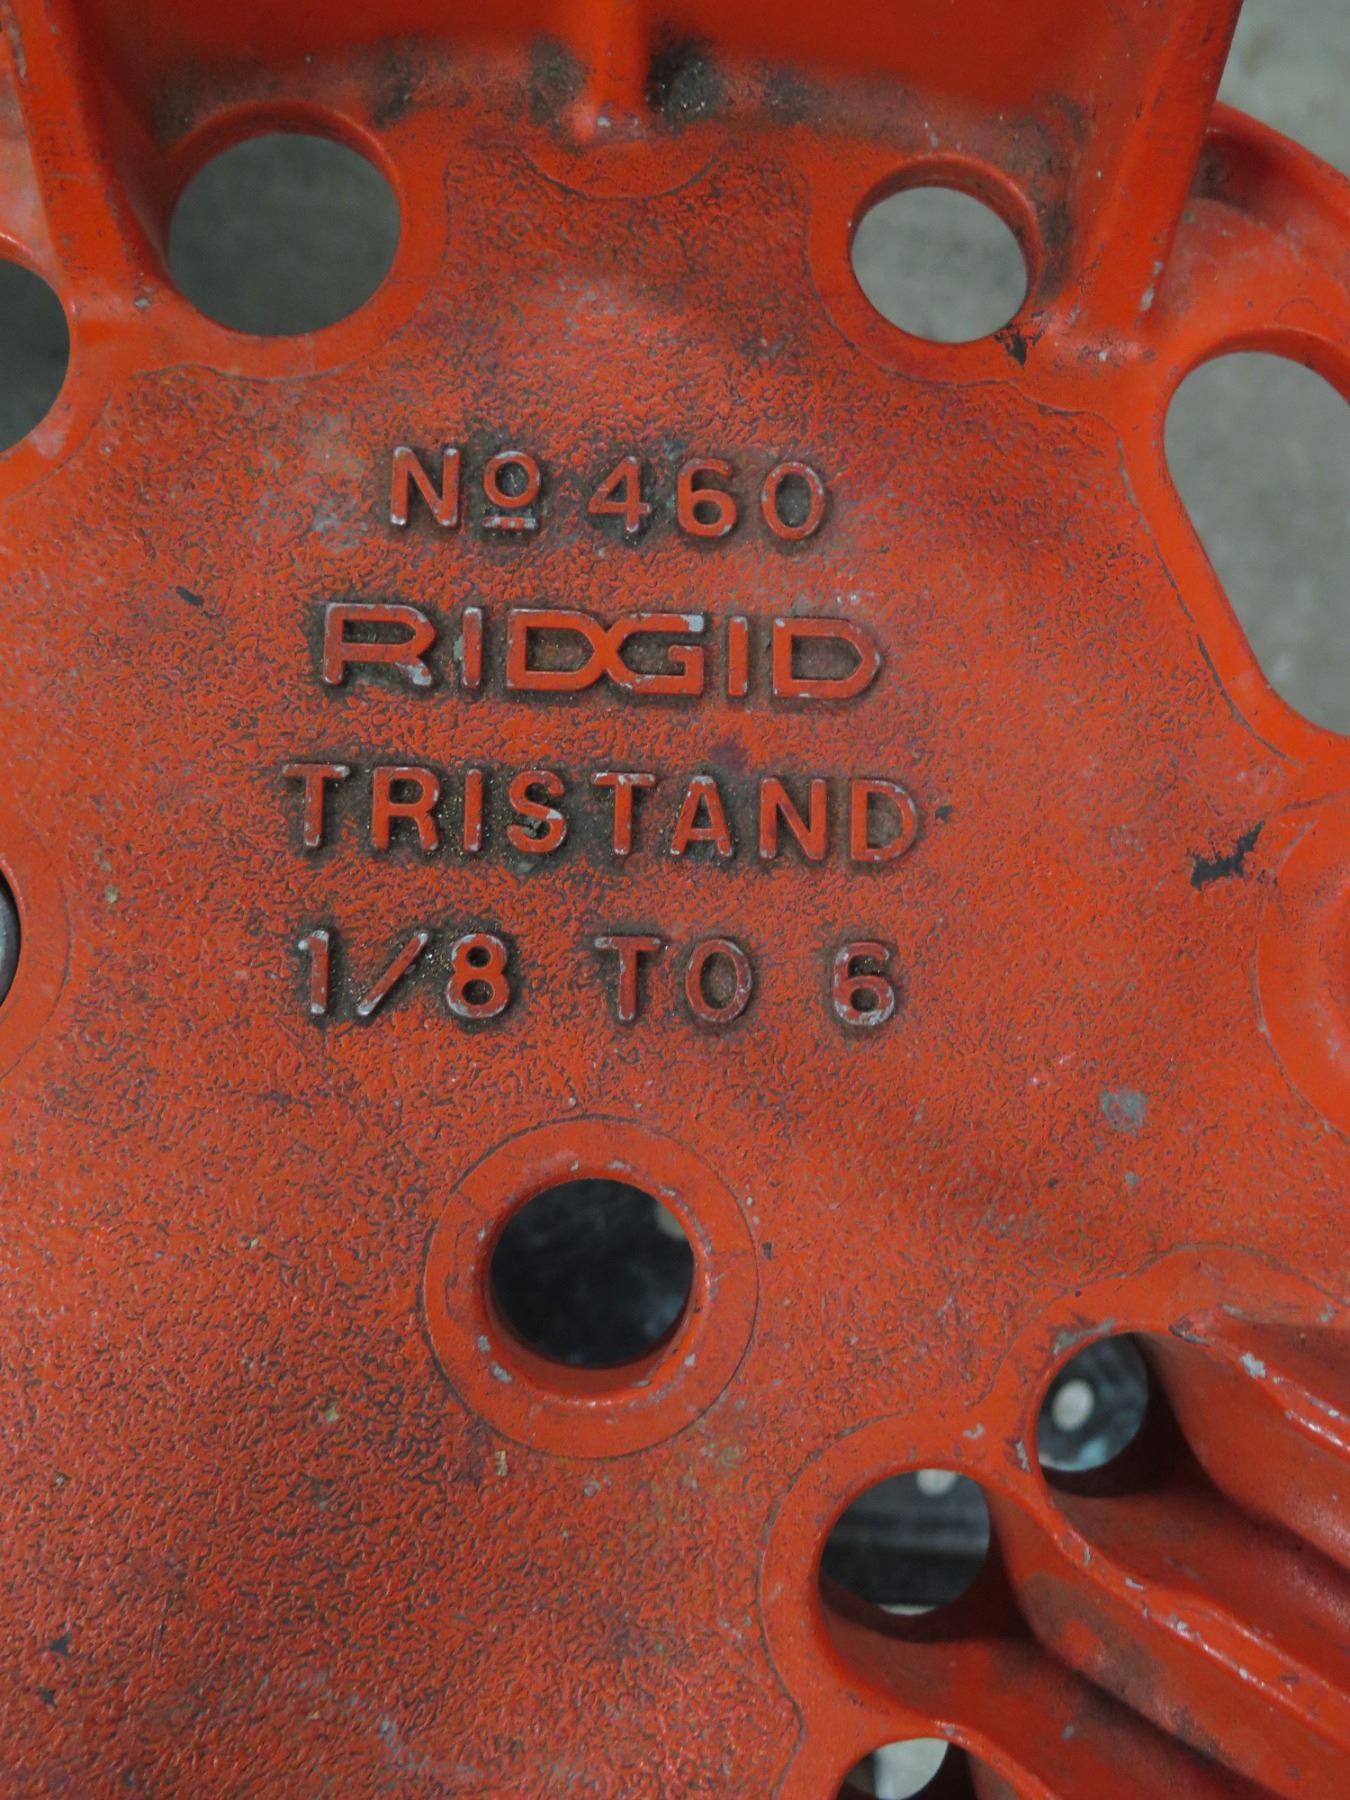 Nº 460
RIDGID
TRISTAND
1/8 TO 6